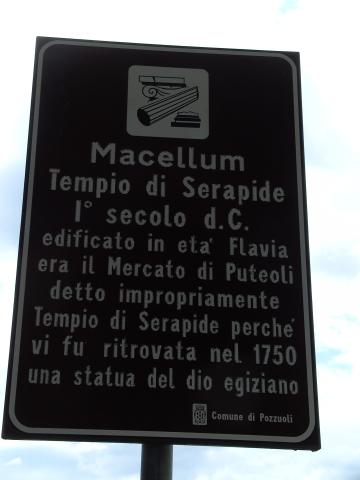 Macellum
Tempio di Serapide
I° secolo d.C.
edificato in eta' Flavia
era il Mercato di Puteoli
detto impropriamente
Tempio di Serapide perche'
vi fu' ritrovata nel 1750
una statua del dio egiziano
Comune di Pozzuoli